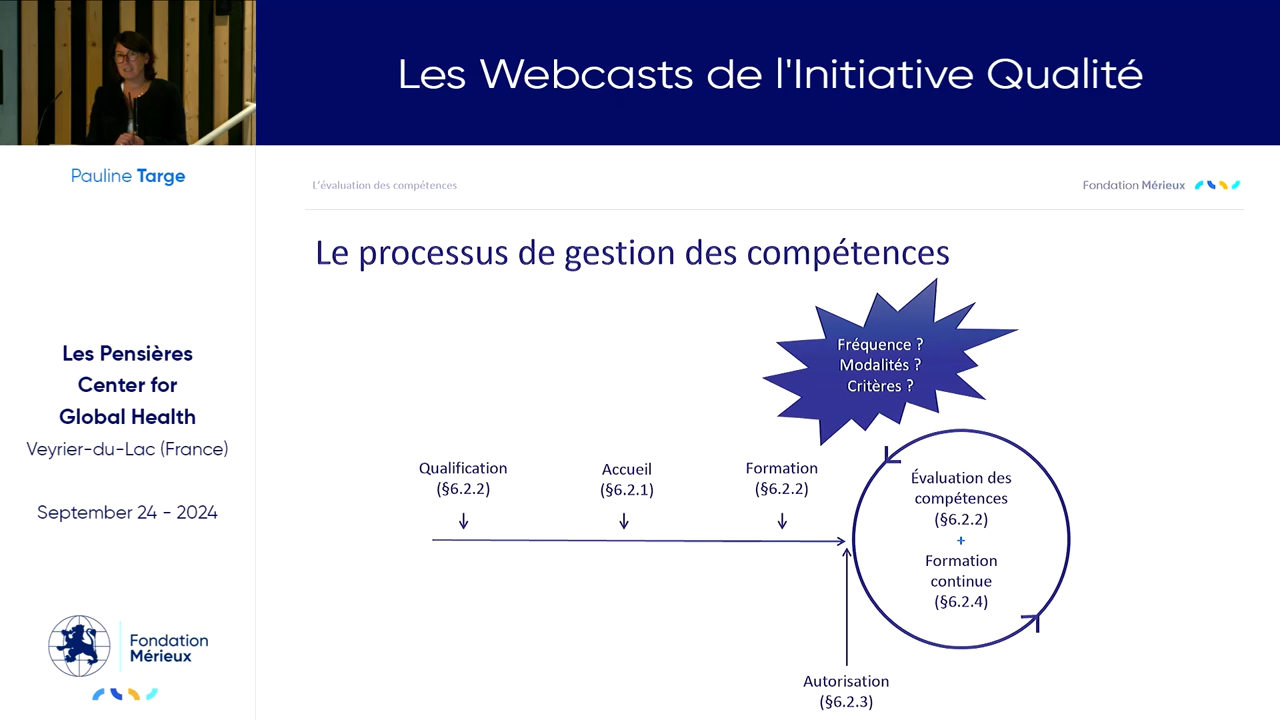 Les Webcasts de l'Initiative Qualité
Pauline Targe
Les Pensières
Center for
Global Health
Veyrier-du-Lac (France)
September 24 - 2024
Fondation
Mérieux
L'évaluation des compétences
Fondation Mérieux
Le processus de gestion des compétences
Fréquence ?
Modalités ?
Critères ?
Qualification
(§6.2.2)
Accueil
(§6.2.1)
Formation
(§6.2.2)
Évaluation des
compétences
(§6.2.2)
+
Formation
continue
(§6.2.4)
Autorisation
(§6.2.3)